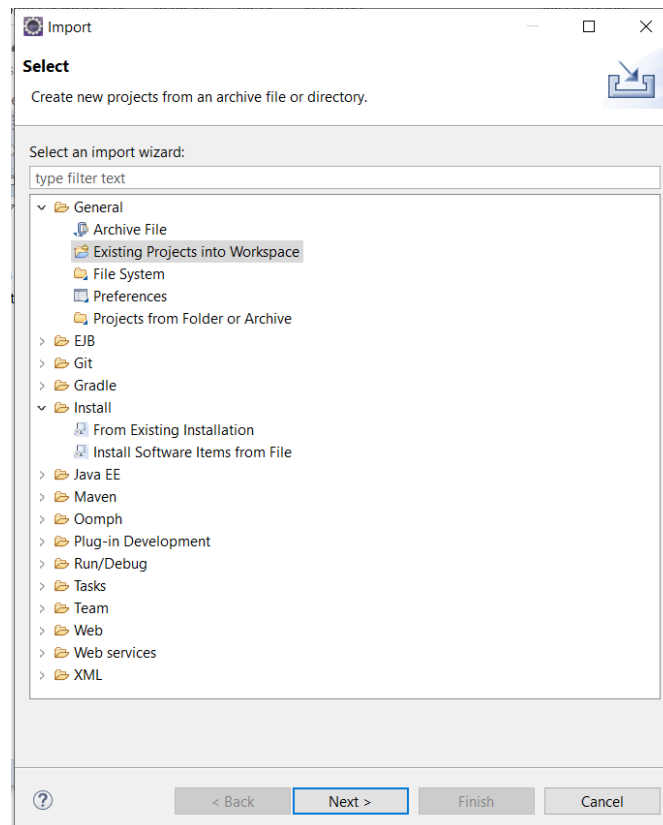 Import
Select
Create new projects from an archive file or directory.
Select an import wizard:
type filter text
General
Archive File
Existing Projects into Workspace
File System
Preferences
Projects from Folder or Archive
EJB
Git
Gradle
Install
From Existing Installation
Install Software Items from File
Java EE
Maven
Oomph
Plug-in Development
Run/Debug
Tasks
Team
Web
Web services
XML
< Back Next > Finish Cancel